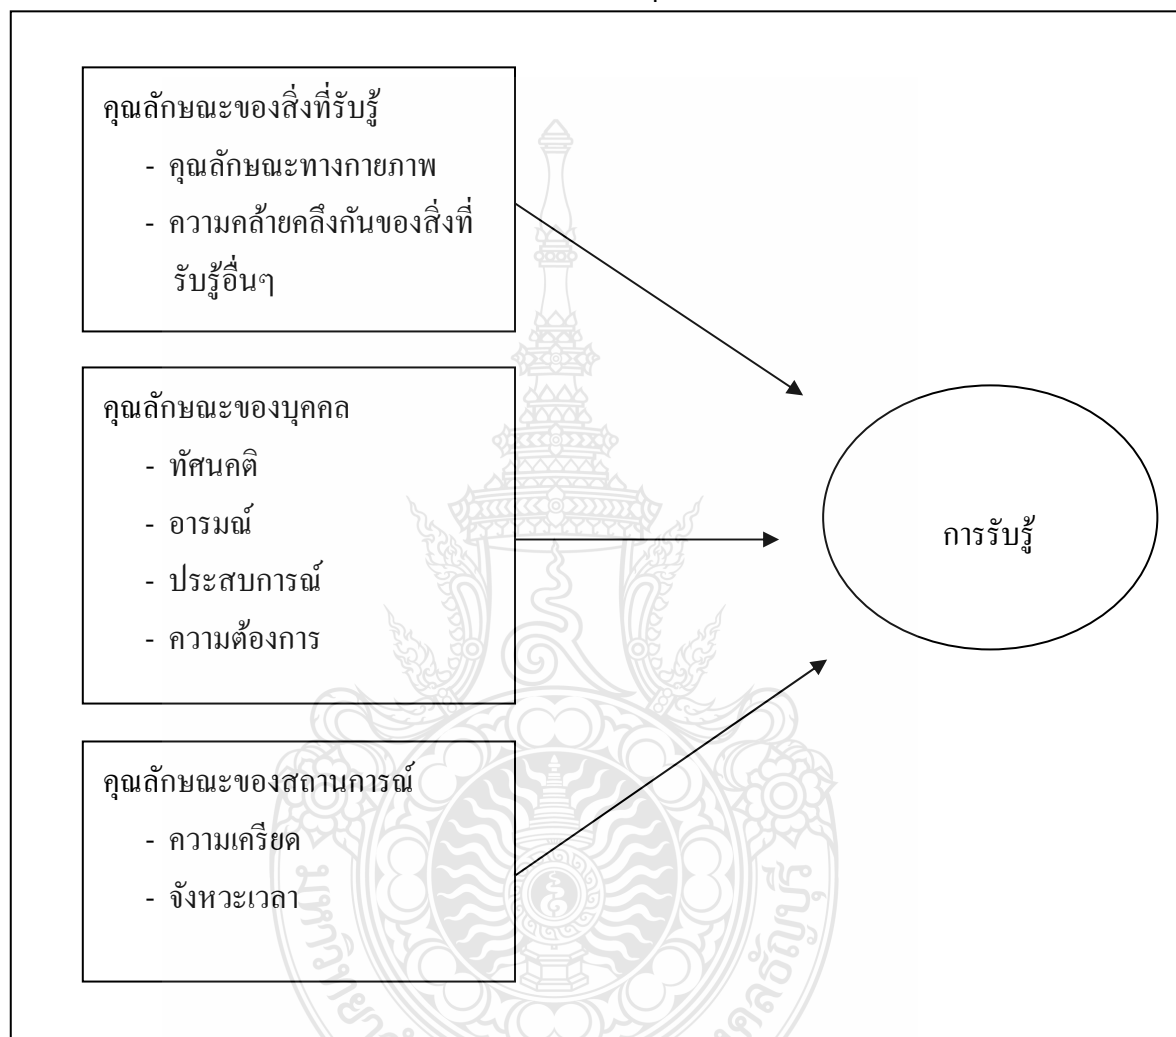 คุณลักษณะของสิ่งที่รับรู้
- คุณลักษณะทางกายภาพ
- ความคล้ายคลึงกันของสิ่งที่
รับรู้อื่นๆ
คุณลักษณะของบุคคล
- ทัศนคติ
- อารมณ์
- ประสบการณ์
- ความต้องการ
การรับรู้
คุณลักษณะของสถานการณ์
- ความเครียด
- จังหวะเวลา